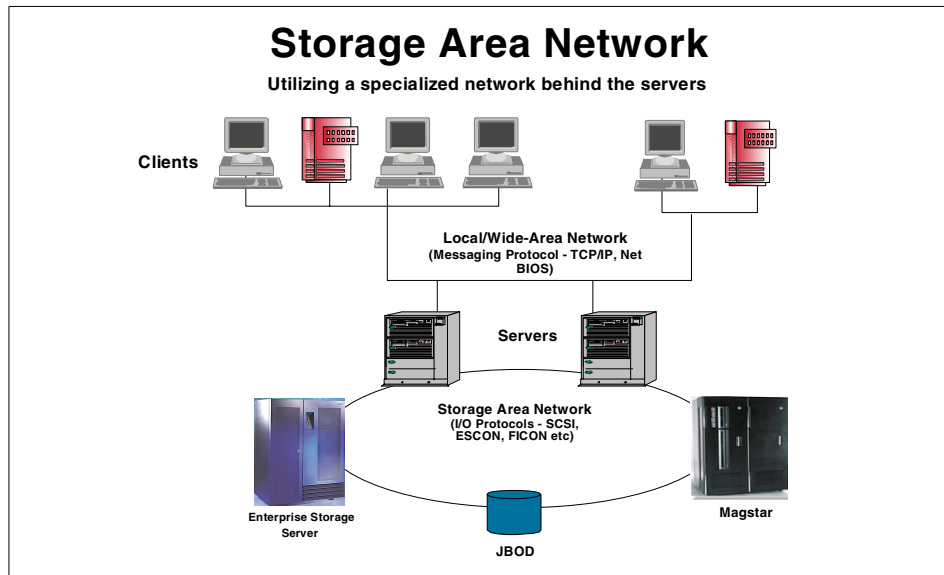 Storage Area Network
Utilizing a specialized network behind the servers
Clients
Local/Wide-Area Network
(Messaging Protocol - TCP/IP, Net
BIOS)
Servers
Storage Area Network
(I/O Protocols - SCSI,
ESCON, FICON etc)
Enterprise Storage
Server
Magstar
JBOD